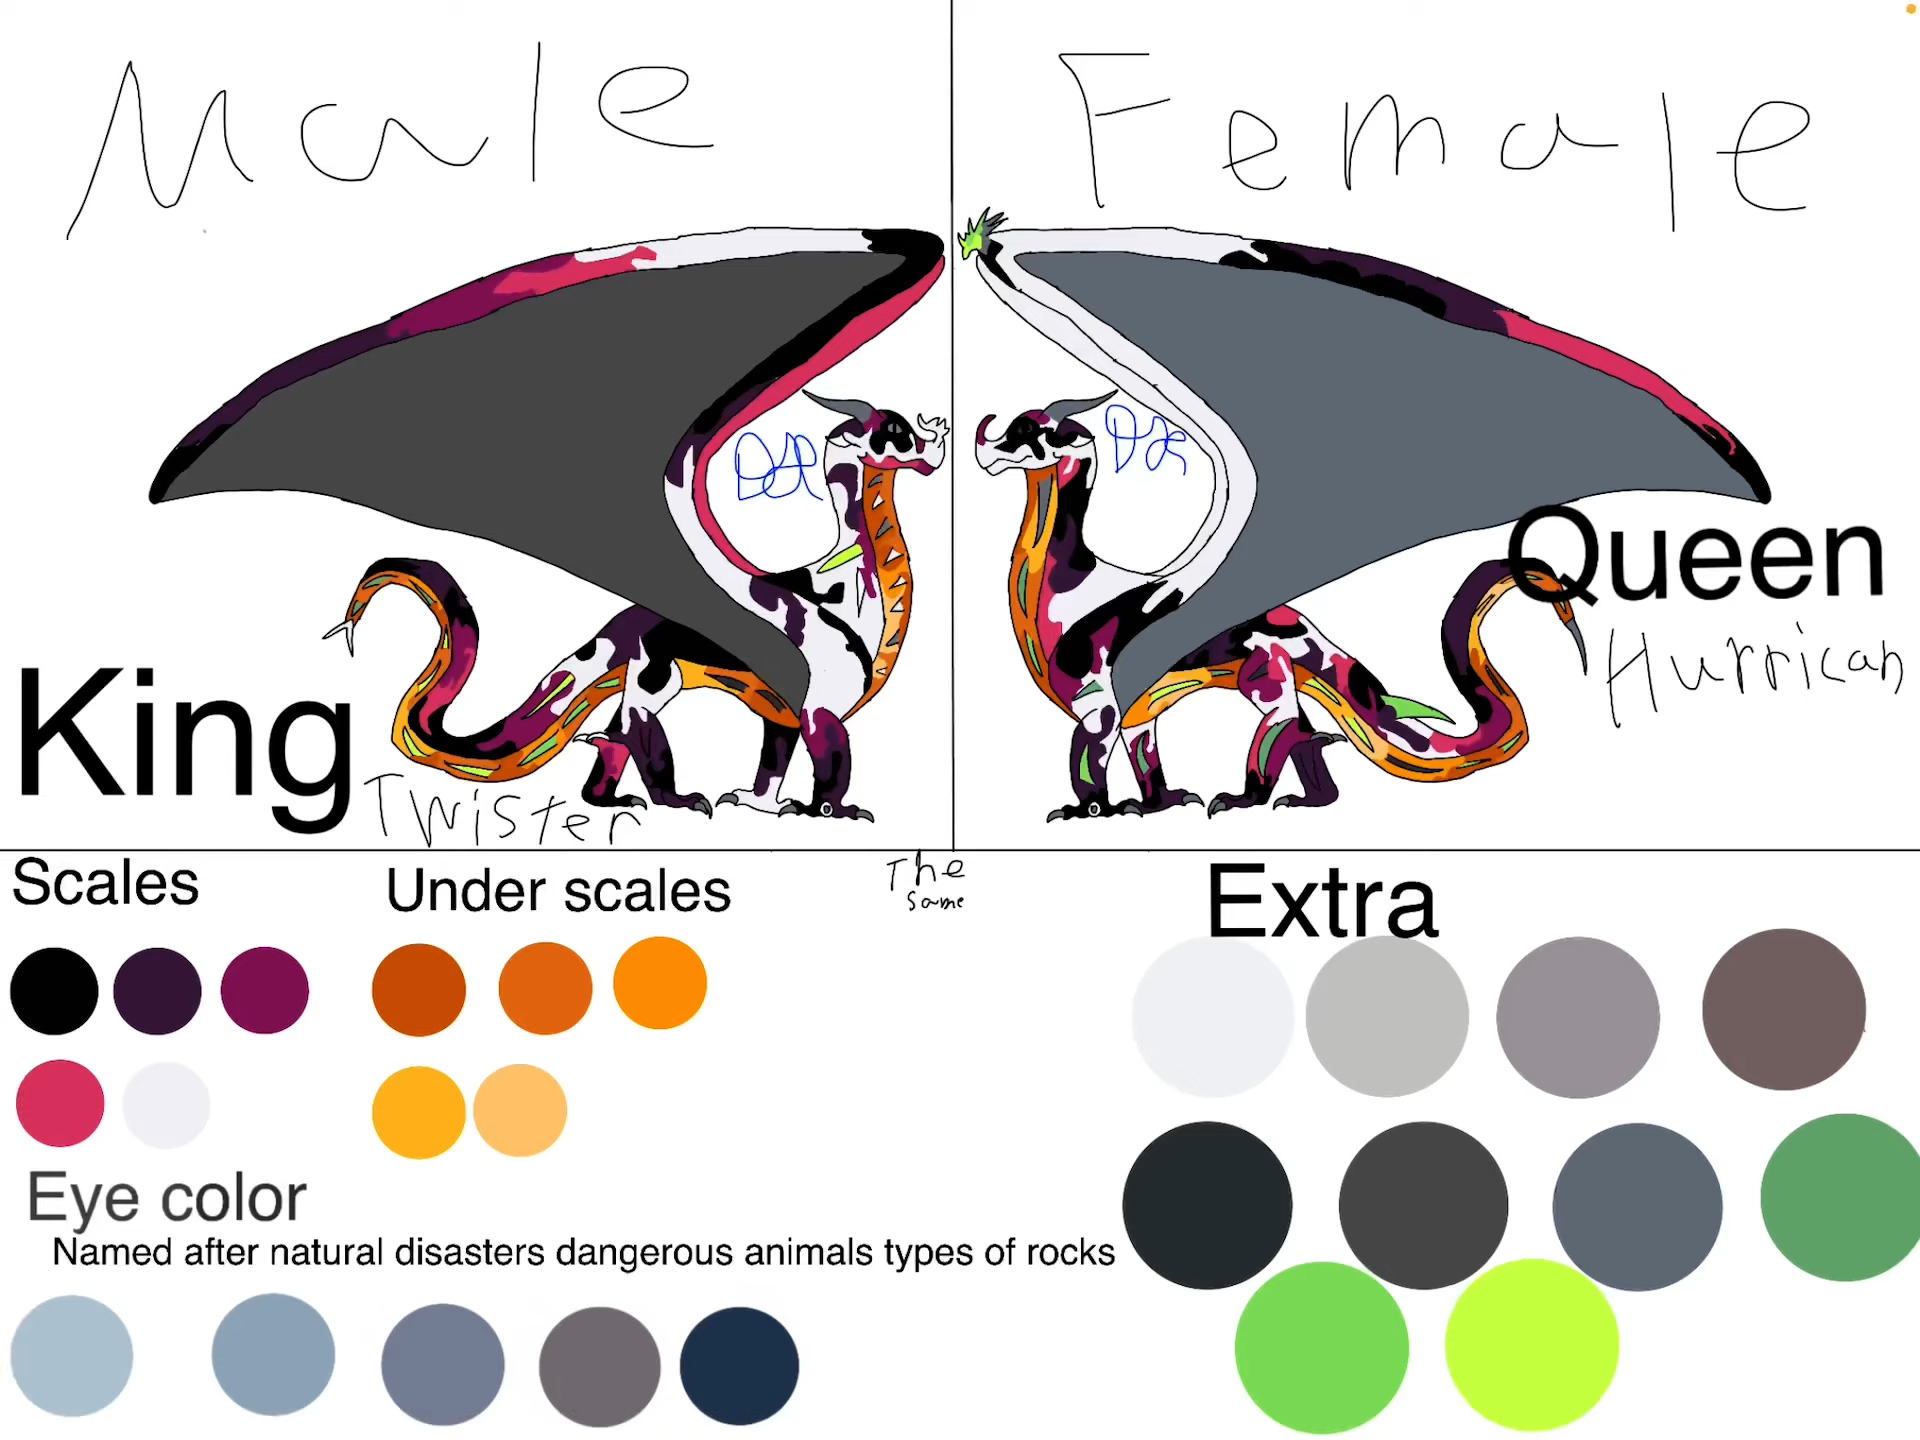 Male
Female
Queen
Hurrican
King
Twister
The
same
Scales
Under scales
Extra
Eye color
Named after natural disasters dangerous animals types of rocks